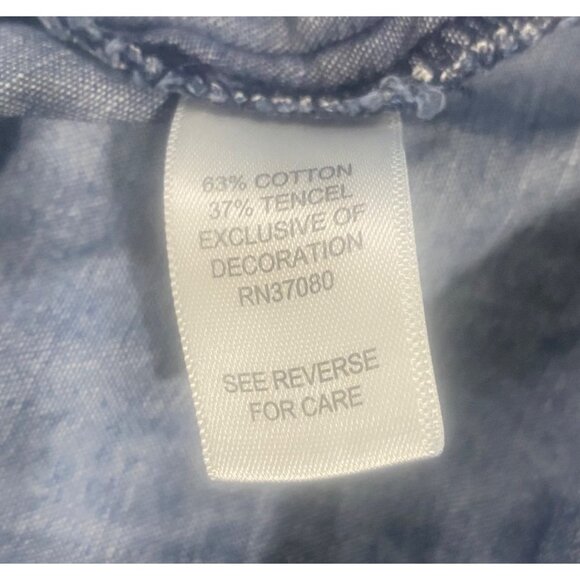 63% COTTON
37% TENCEL
EXCLUSIVE OF
DECORATION
RN37080
SEE REVERSE
FOR CARE